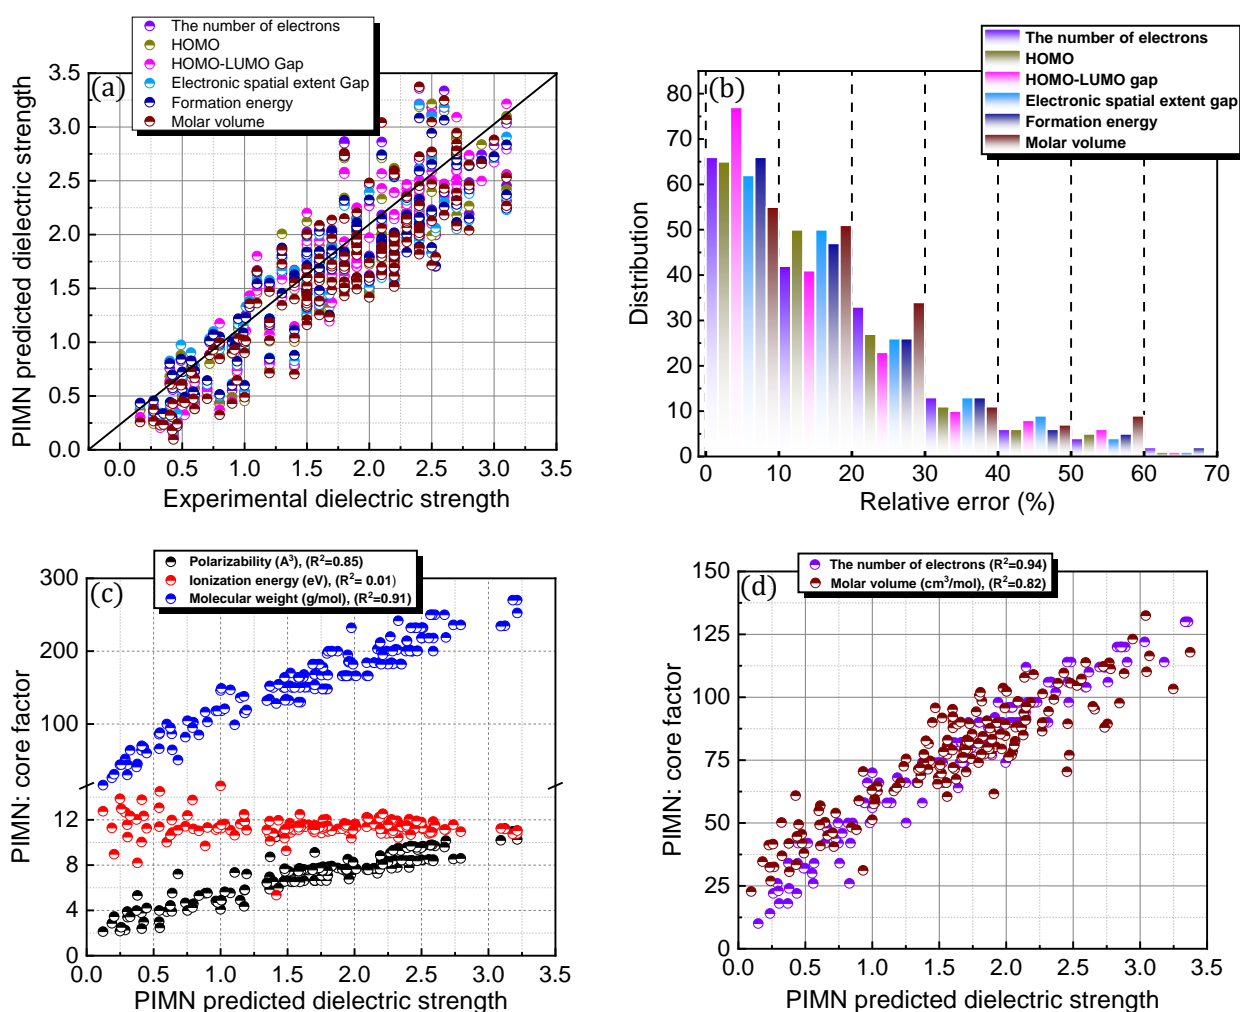 The number of electrons
HOMO
HOMO-LUMO Gap
Electronic spatial extent Gap
Formation energy
Molar volume
(a)
3.5
3.0
2.5
2.0
1.5
1.0
0.5
0.0
PIMN predicted dielectric strength
0.0 0.5 1.0 1.5 2.0 2.5 3.0 3.5
Experimental dielectric strength
The number of electrons
HOMO
HOMO-LUMO gap
Electronic spatial extent gap
Formation energy
Molar volume
(b)
80
70
60
50
40
30
20
10
0
Distribution
0 10 20 30 40 50 60 70
Relative error (%)
Polarizability (A³), (R²=0.85)
Ionization energy (eV), (R²= 0.01)
Molecular weight (g/mol), (R²=0.91)
(c)
300
200
100
12
8
4
0
PIMN: core factor
0.0 0.5 1.0 1.5 2.0 2.5 3.0 3.5
PIMN predicted dielectric strength
The number of electrons (R²=0.94)
Molar volume (cm³/mol), (R²=0.82)
(d)
150
125
100
75
50
25
0
PIMN: core factor
0.0 0.5 1.0 1.5 2.0 2.5 3.0 3.5
PIMN predicted dielectric strength